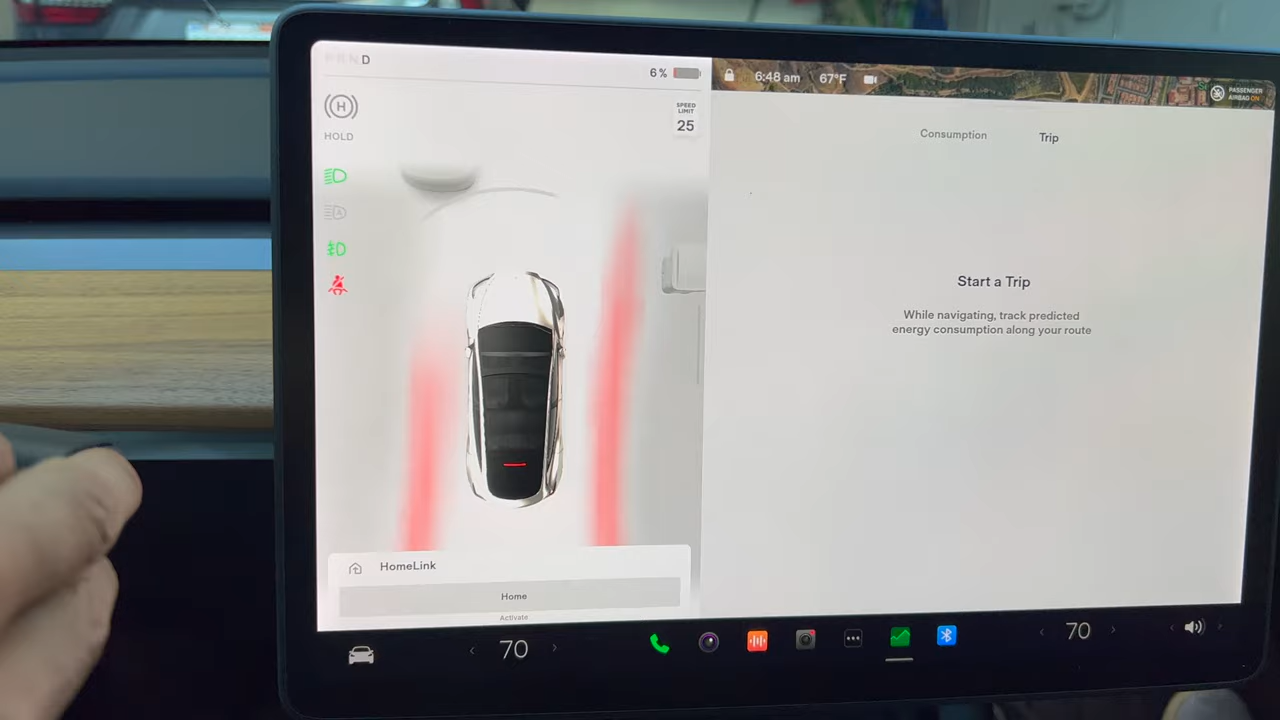 P R N D
6%
HOLD
SPEED
LIMIT
25
6:48 am 67°F
PASSENGER
AIRBAG ON
Consumption Trip
Start a Trip
While navigating, track predicted
energy consumption along your route
HomeLink
Home
Activate
70
70